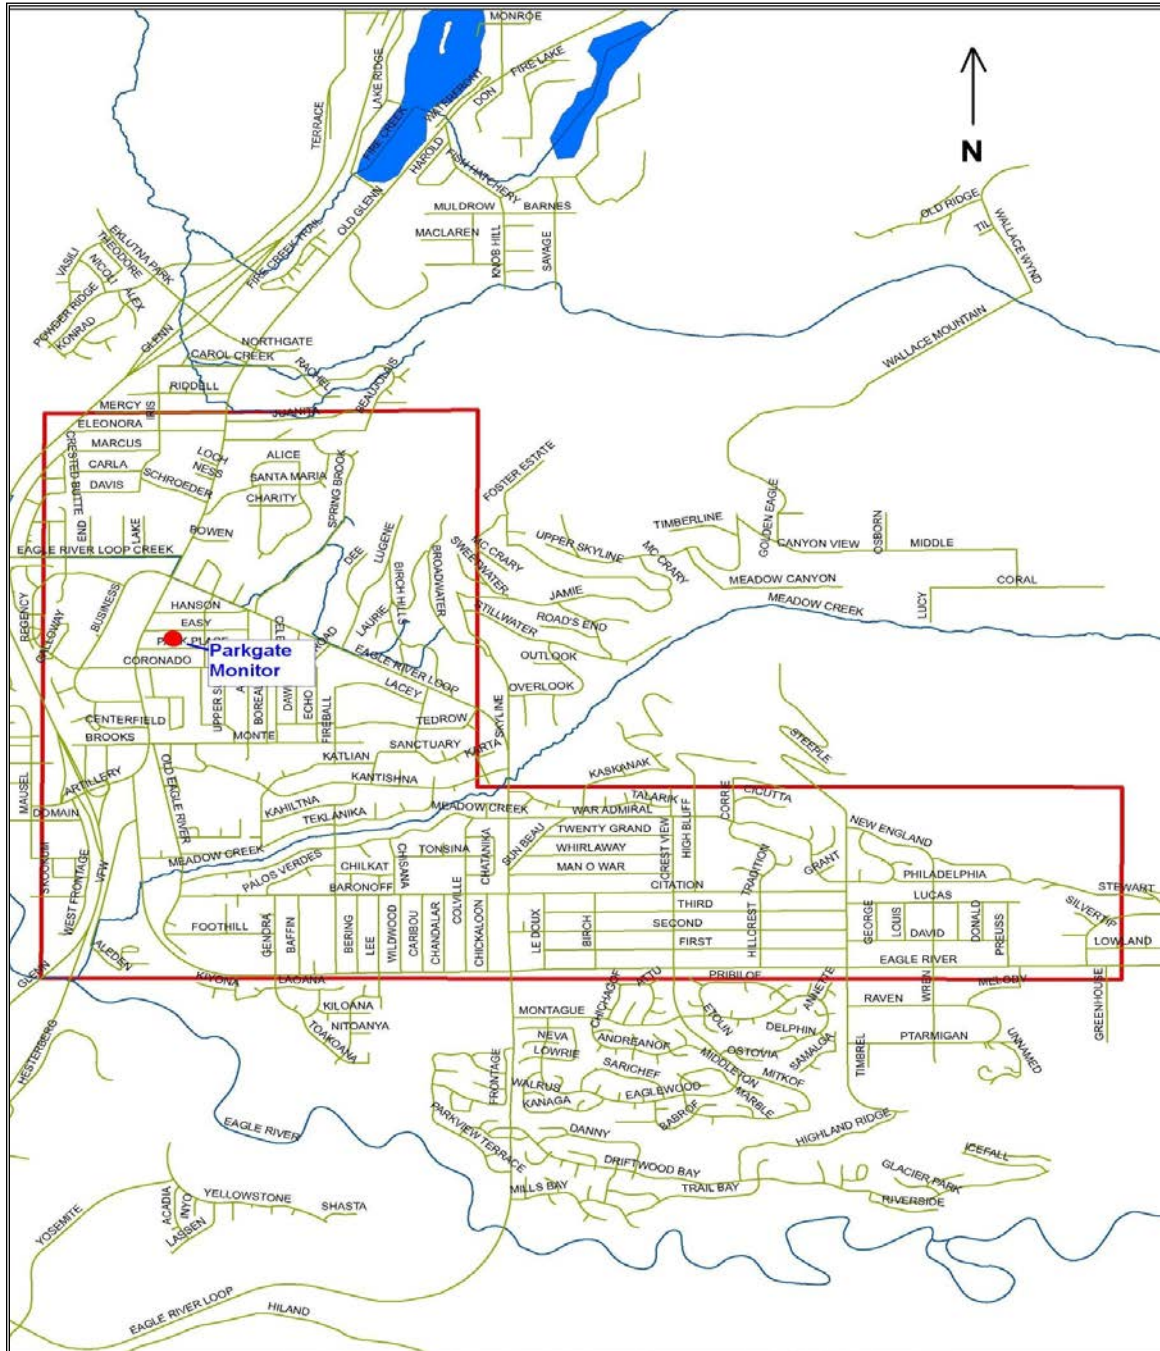 MONROE
FIRE LAKE
LAKE RIDGE
WATERFRONT
DON
TERRACE
FIRE CREEK
HAROLD
FISH HATCHERY
N
OLD GLENN
MULDROW
BARNES
OLD RIDGE
TIL
WALLACE WYND
MACLAREN
KNOB HILL
SAVAGE
EKLUTNA PARK
THEODORE
VASILI
NICOLI
ALEX
FIRE CREEK TRAIL
POWDER RIDGE
KONRAD
GLENN
NORTHGATE
CAROL CREEK
RACHEL
WALLACE MOUNTAIN
RIDDELL
BEAUJOLAIS
MERCY
IRIS
JUANITA
ELEONORA
MARCUS
CRESTED BUTTE
LOCH
NESS
ALICE
CARLA
SCHROEDER
SANTA MARIA
SPRING BROOK
DAVIS
CHARITY
FOSTER ESTATE
END
LAKE
BOWEN
EAGLE RIVER LOOP CREEK
DEE
LUGENE
BIRCH HILLS
BROADWATER
SWEETWATER
MC CRARY
UPPER SKYLINE
TIMBERLINE
GOLDEN EAGLE
OSBORN
CANYON VIEW
MIDDLE
MC CRARY
MEADOW CANYON
CORAL
REGENCY
GALLOWAY
BUSINESS
HANSON
EASY
LAURIE
STILLWATER
JAMIE
ROAD'S END
MEADOW CREEK
LUCY
Parkgate
Monitor
CORONADO
EAGLE RIVER LOOP
OUTLOOK
LACEY
OVERLOOK
ECHO
FIREBALL
CENTERFIELD
TEDROW
SKYLINE
BROOKS
MONTE
SANCTUARY
KARTA
STEEPLE
KATLIAN
OLD EAGLE RIVER
ARTILLERY
KANTISHNA
KASKANAK
MAUSEL
DOMAIN
KAHILTNA
TEKLANIKA
MEADOW CREEK
TALARIK
WAR ADMIRAL
CORRIE
CICUTTA
NEW ENGLAND
TWENTY GRAND
SUN BEAU
WHIRLAWAY
MAN O WAR
CREST VIEW
HIGH BLUFF
GRANT
MEADOW CREEK
PALOS VERDES
CHILKAT
CHISANA
TONSINA
CHATANIKA
SKOOKUM
WEST FRONTAGE
VFW
BARONOFF
CITATION
TRADITION
PHILADELPHIA
STEWART
LUCAS
SILVERTIP
THIRD
SECOND
FIRST
FOOTHILL
GENORA
BAFFIN
BERING
LEE
WILDWOOD
CARIBOU
CHANDALAR
COLVILLE
CHICKALOON
LE DOUX
BIRCH
HILLCREST
GEORGE
LOUIS
DAVID
DONALD
PREUSS
LOWLAND
ALEDEN
EAGLE RIVER
GLENN
KIYONA
LAOANA
KILOANA
NITOANYA
TOAKOANA
CHICHAGOF
ATTU
PRIBILOF
ANNETTE
WREN
MELODY
RAVEN
GREENHOUSE
MONTAGUE
ETOLIN
DELPHIN
PTARMIGAN
UNNAMED
NEVA
LOWRIE
ANDREANOF
OSTOVIA
SAMALGA
TIMBREL
HESTERBERG
FRONTAGE
SARICHEF
MIDDLETON
MITKOF
WALRUS
KANAGA
EAGLEWOOD
MARBLE
BABROF
EAGLE RIVER
PARKVIEW TERRACE
DANNY
HIGHLAND RIDGE
ICEFALL
DRIFTWOOD BAY
GLACIER PARK
MILLS BAY
TRAIL BAY
RIVERSIDE
YOSEMITE
ACADIA
INYO
YELLOWSTONE
SHASTA
LASSEN
EAGLE RIVER LOOP
HILAND